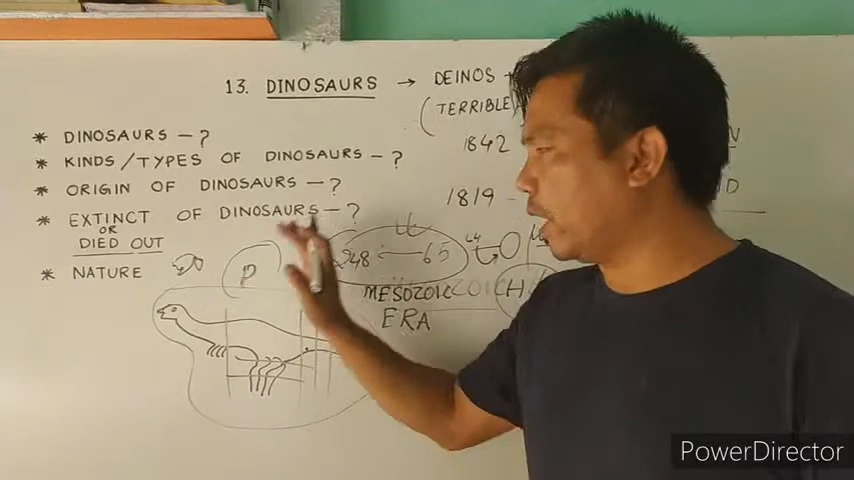 13. DINOSAURS → DEINOS +
(TERRIBLE)
* DINOSAURS – ?
1842
* KINDS/TYPES OF DINOSAURS – ?
* ORIGIN OF DINOSAURS – ?
1819 -
D
* EXTINCT OF DINOSAURS – ?
OR
DIED OUT
248 ← 65
* NATURE
P
H
MESOZOIC
ERA
PowerDirector